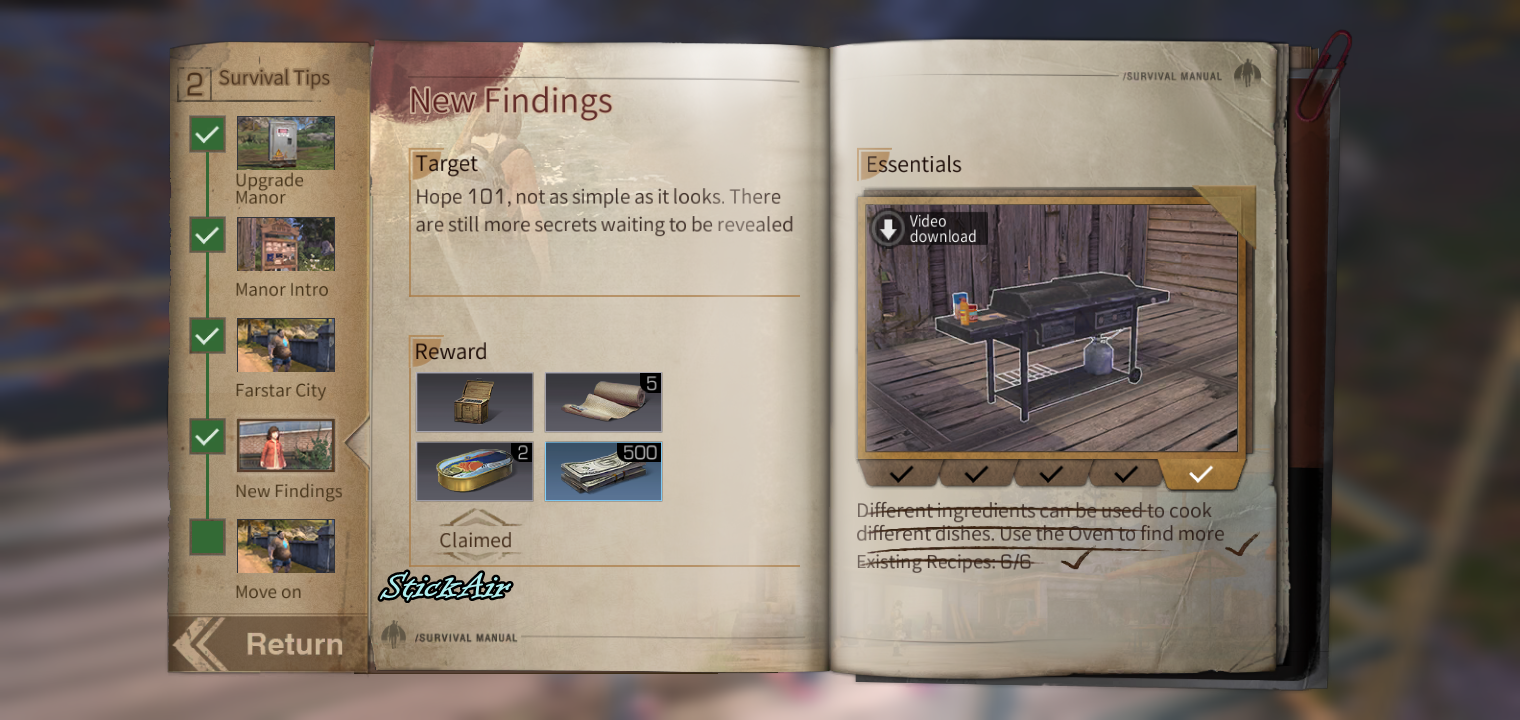 2 Survival Tips
Upgrade
Manor
Manor Intro
Farstar City
New Findings
Move on
Return
New Findings
Target
Hope 101, not as simple as it looks. There
are still more secrets waiting to be revealed
Reward
5
2
500
Claimed
StickAir
/SURVIVAL MANUAL
/SURVIVAL MANUAL
Essentials
Video
download
Different ingredients can be used to cook
different dishes. Use the Oven to find more
Existing Recipes: 6/6